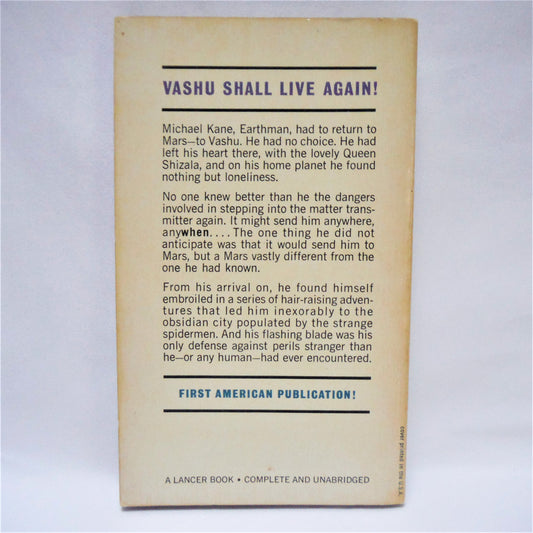 VASHU SHALL LIVE AGAIN!
Michael Kane, Earthman, had to return to
Mars—to Vashu. He had no choice. He had
left his heart there, with the lovely Queen
Shizala, and on his home planet he found
nothing but loneliness.
No one knew better than he the dangers
involved in stepping into the matter trans-
mitter again. It might send him anywhere,
anywhen.... The one thing he did not
anticipate was that it would send him to
Mars, but a Mars vastly different from the
one he had known.
From his arrival on, he found himself
embroiled in a series of hair-raising adven-
tures that led him inexorably to the
obsidian city populated by the strange
spidermen. And his flashing blade was his
only defense against perils stranger than
he—or any human—had ever encountered.
FIRST AMERICAN PUBLICATION!
A LANCER BOOK • COMPLETE AND UNABRIDGED
cover printed in the U.S.A.